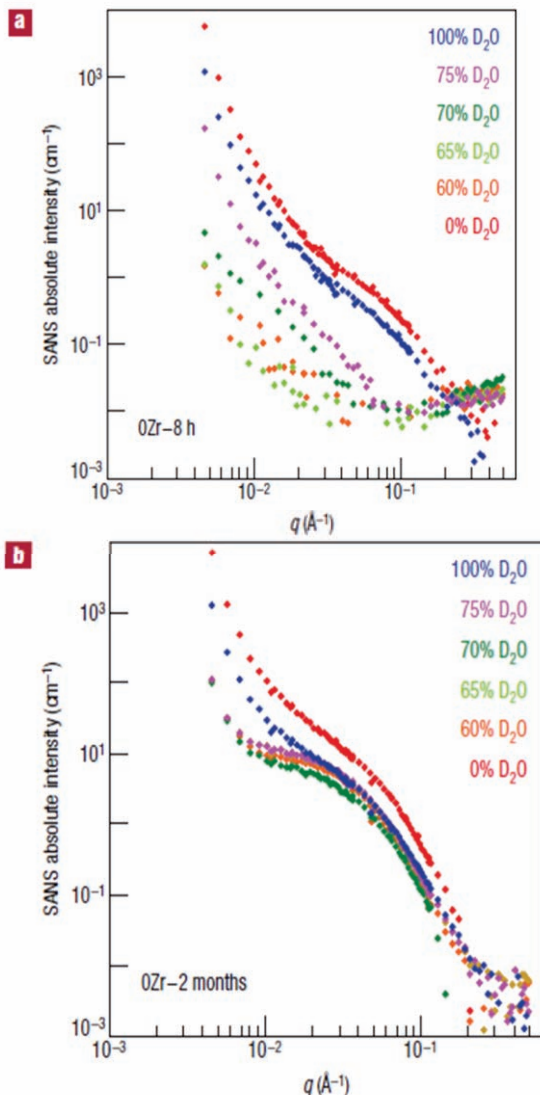 a
SANS absolute intensity (cm⁻¹)
10³
10¹
10⁻¹
10⁻³
100% D₂O
75% D₂O
70% D₂O
65% D₂O
60% D₂O
0% D₂O
0Zr–8 h
10⁻³
10⁻²
10⁻¹
q (Å⁻¹)
b
SANS absolute intensity (cm⁻¹)
10³
10¹
10⁻¹
10⁻³
100% D₂O
75% D₂O
70% D₂O
65% D₂O
60% D₂O
0% D₂O
0Zr–2 months
10⁻³
10⁻²
10⁻¹
q (Å⁻¹)